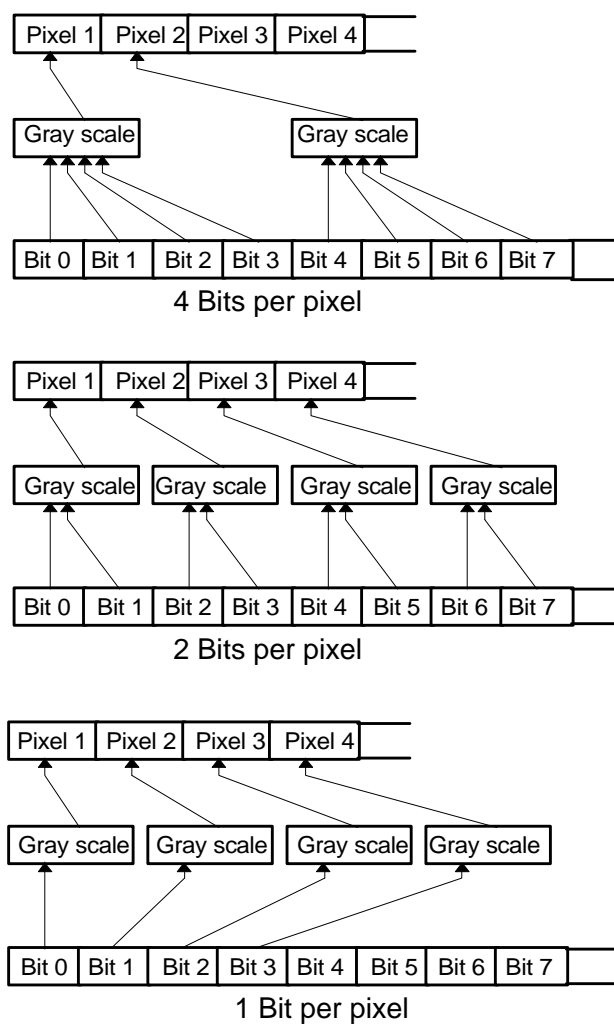 Pixel 1 Pixel 2 Pixel 3 Pixel 4
Gray scale Gray scale
Bit 0 Bit 1 Bit 2 Bit 3 Bit 4 Bit 5 Bit 6 Bit 7
4 Bits per pixel
Pixel 1 Pixel 2 Pixel 3 Pixel 4
Gray scale Gray scale Gray scale Gray scale
Bit 0 Bit 1 Bit 2 Bit 3 Bit 4 Bit 5 Bit 6 Bit 7
2 Bits per pixel
Pixel 1 Pixel 2 Pixel 3 Pixel 4
Gray scale Gray scale Gray scale Gray scale
Bit 0 Bit 1 Bit 2 Bit 3 Bit 4 Bit 5 Bit 6 Bit 7
1 Bit per pixel